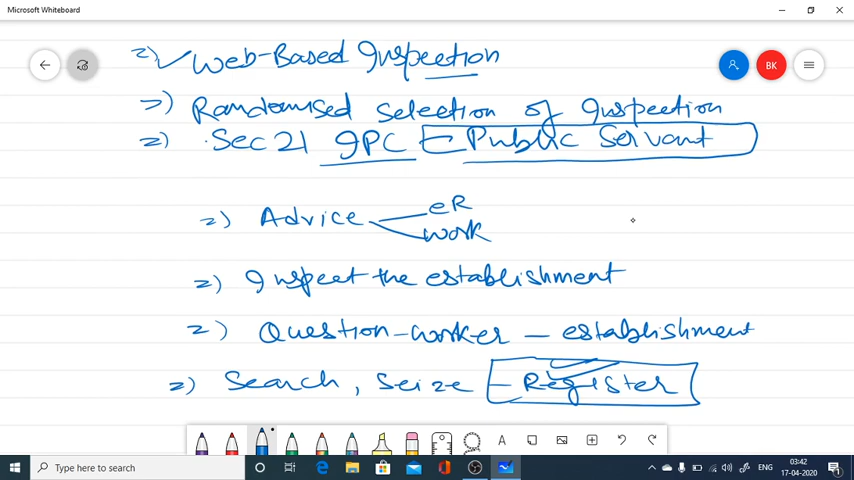 Microsoft Whiteboard
=) ✓ Web-Based Inspection
BK
=) Randomised selection of Inspection
=) Sec 21 IPC - Public Servant
=) Advice eR
work
=) Inspect the establishment
=) Question-worker - establishment
=) Search, Seize - Register
Type here to search
ENG
03:42
17-04-2020